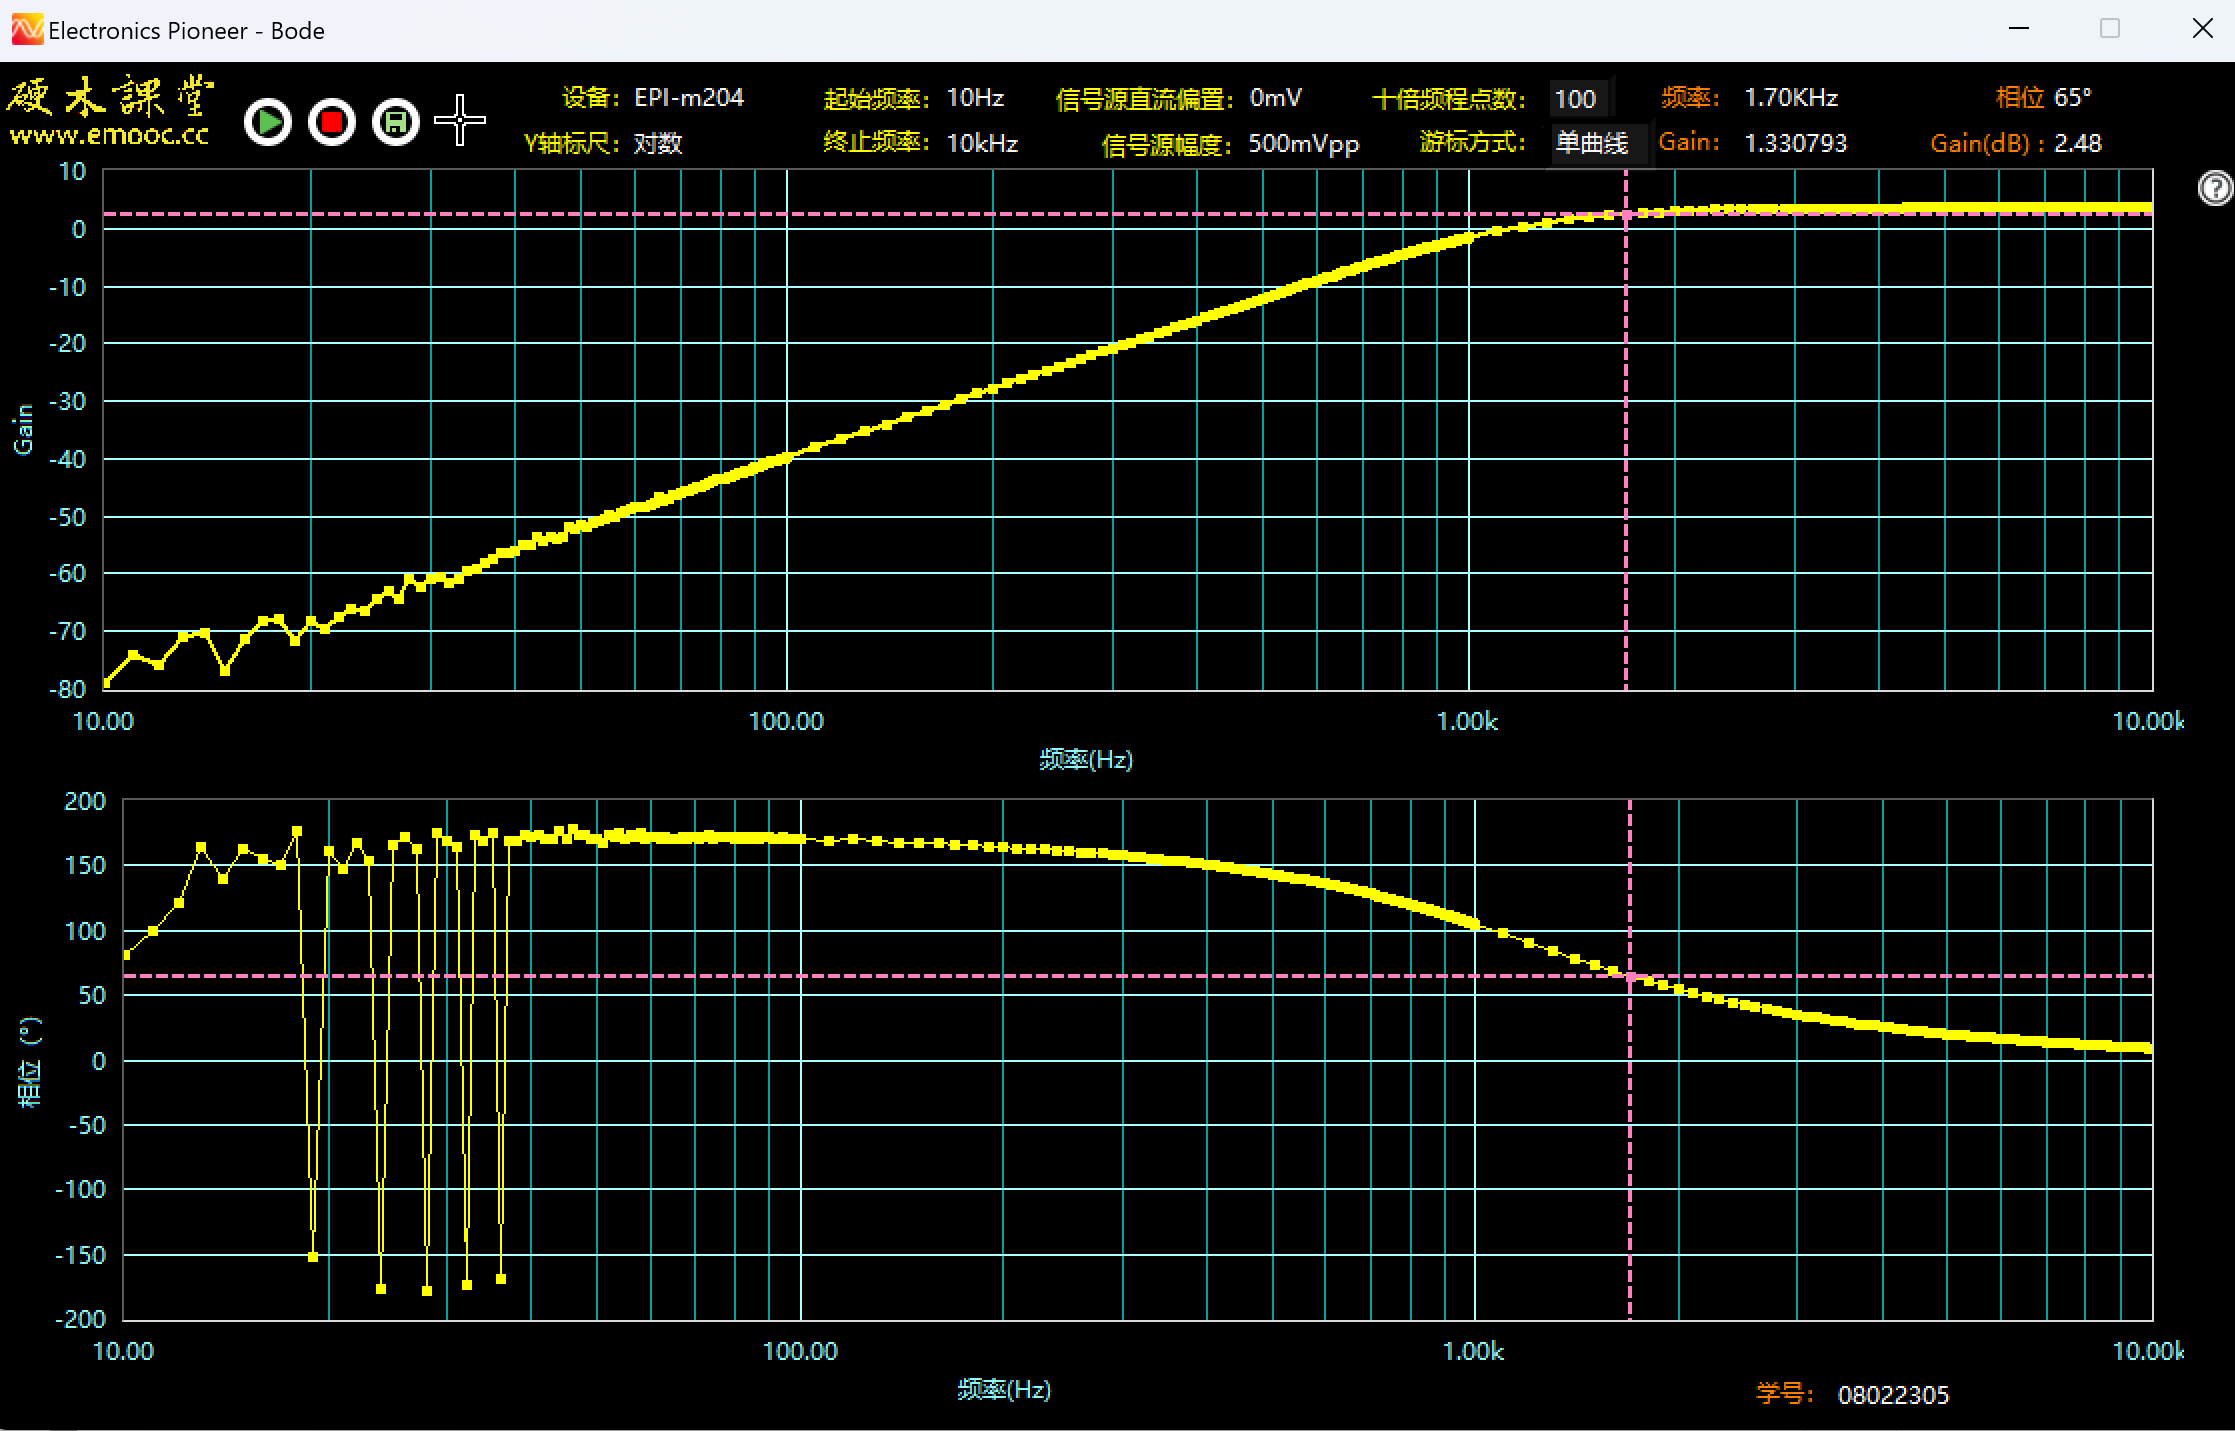 Electronics Pioneer - Bode
硬木課堂
www.emooc.cc
设备: EPI-m204 起始频率: 10Hz 信号源直流偏置: 0mV 十倍频程点数: 100 频率: 1.70KHz 相位 65°
Y轴标尺: 对数 终止频率: 10kHz 信号源幅度: 500mVpp 游标方式: 单曲线 Gain: 1.330793 Gain(dB) : 2.48
10
0
-10
-20
-30
-40
-50
-60
-70
-80
Gain
10.00 100.00 1.00k 10.00k
频率(Hz)
200
150
100
50
0
-50
-100
-150
-200
相位 (°)
10.00 100.00 1.00k 10.00k
频率(Hz)
学号: 08022305